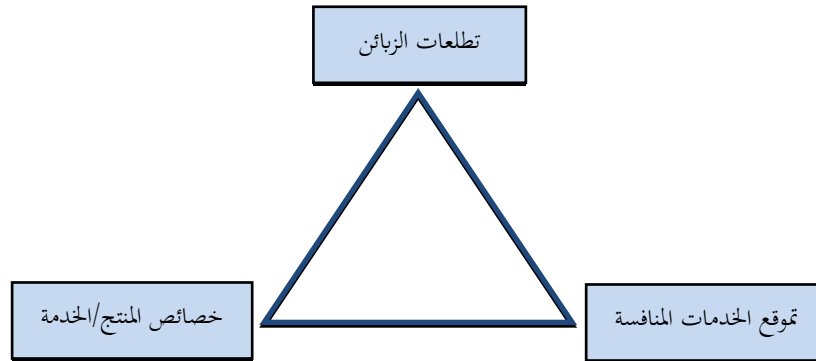 تطلعات الزبائن
خصائص المنتج/الخدمة
تموقع الخدمات المنافسة